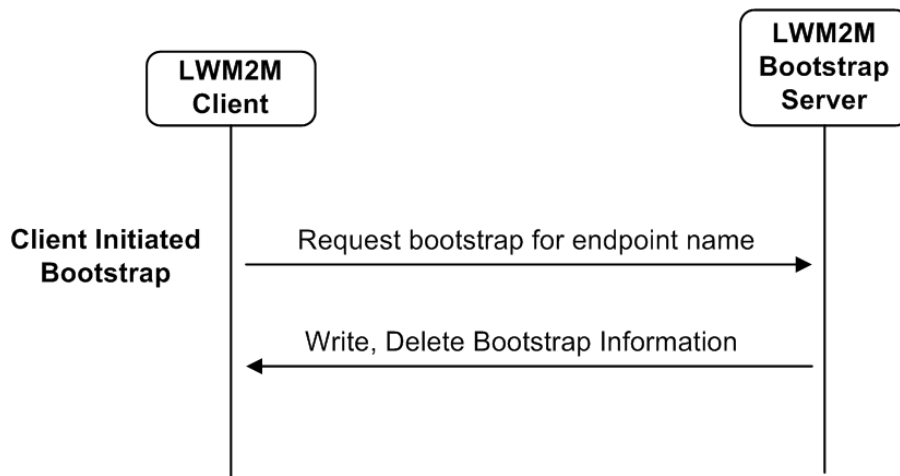 LWM2M
Client
LWM2M
Bootstrap
Server
Client Initiated
Bootstrap
Request bootstrap for endpoint name
Write, Delete Bootstrap Information